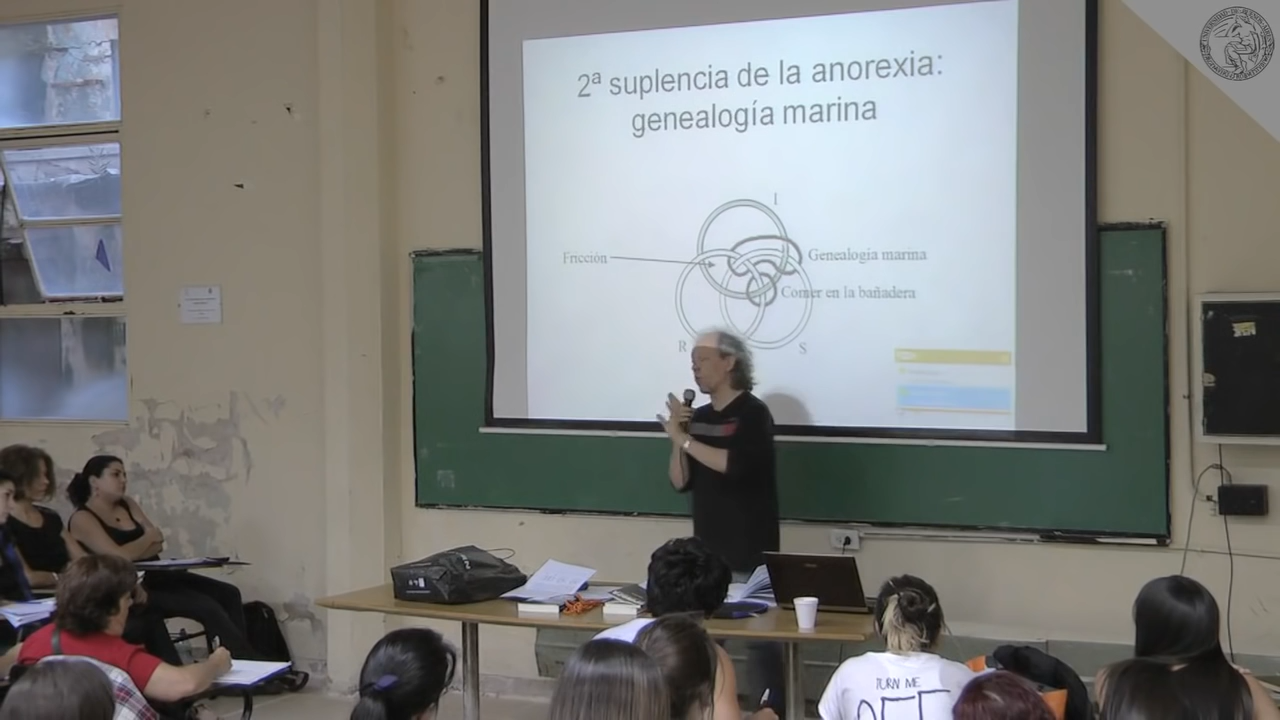 2ª suplencia de la anorexia:
genealogía marina
I
Fricción
Genealogía marina
Comer en la bañadera
R
S
TURN ME